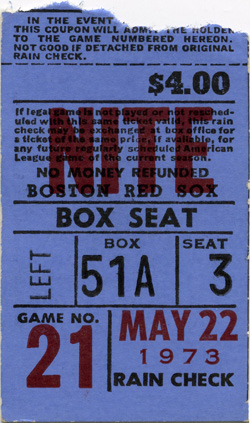 IN THE EVENT
THIS COUPON WILL ADMIT THE HOLDER
TO THE GAME NUMBERED HEREON.
NOT GOOD IF DETACHED FROM ORIGINAL
RAIN CHECK.
$4.00
If legal game is not played or not resched-
uled with this same ticket valid, this rain
check may be exchanged at box office for
a ticket of the same price, if available, for
any future regularly schedule American
League game of the current season.
NITE
NO MONEY REFUNDED
BOSTON RED SOX
BOX SEAT
LEFT
BOX
51A
SEAT
3
GAME NO.
21
MAY 22
1973
RAIN CHECK